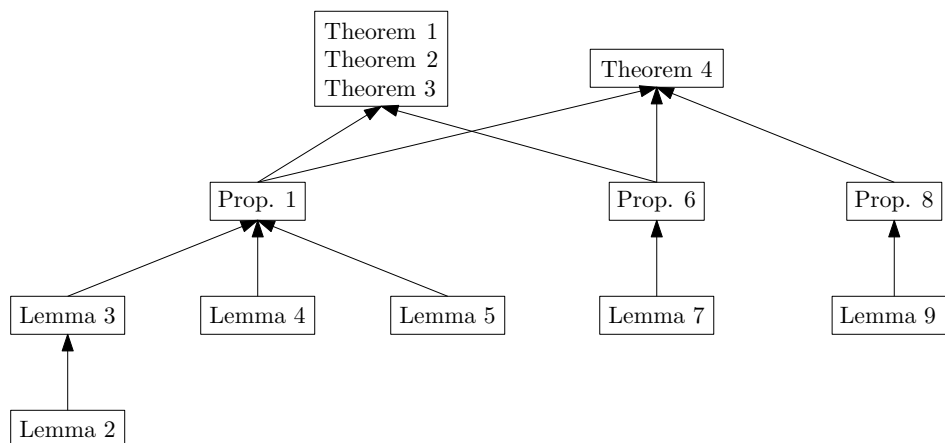 Theorem 1
Theorem 2
Theorem 3
Theorem 4
Prop. 1
Prop. 6
Prop. 8
Lemma 3
Lemma 4
Lemma 5
Lemma 7
Lemma 9
Lemma 2